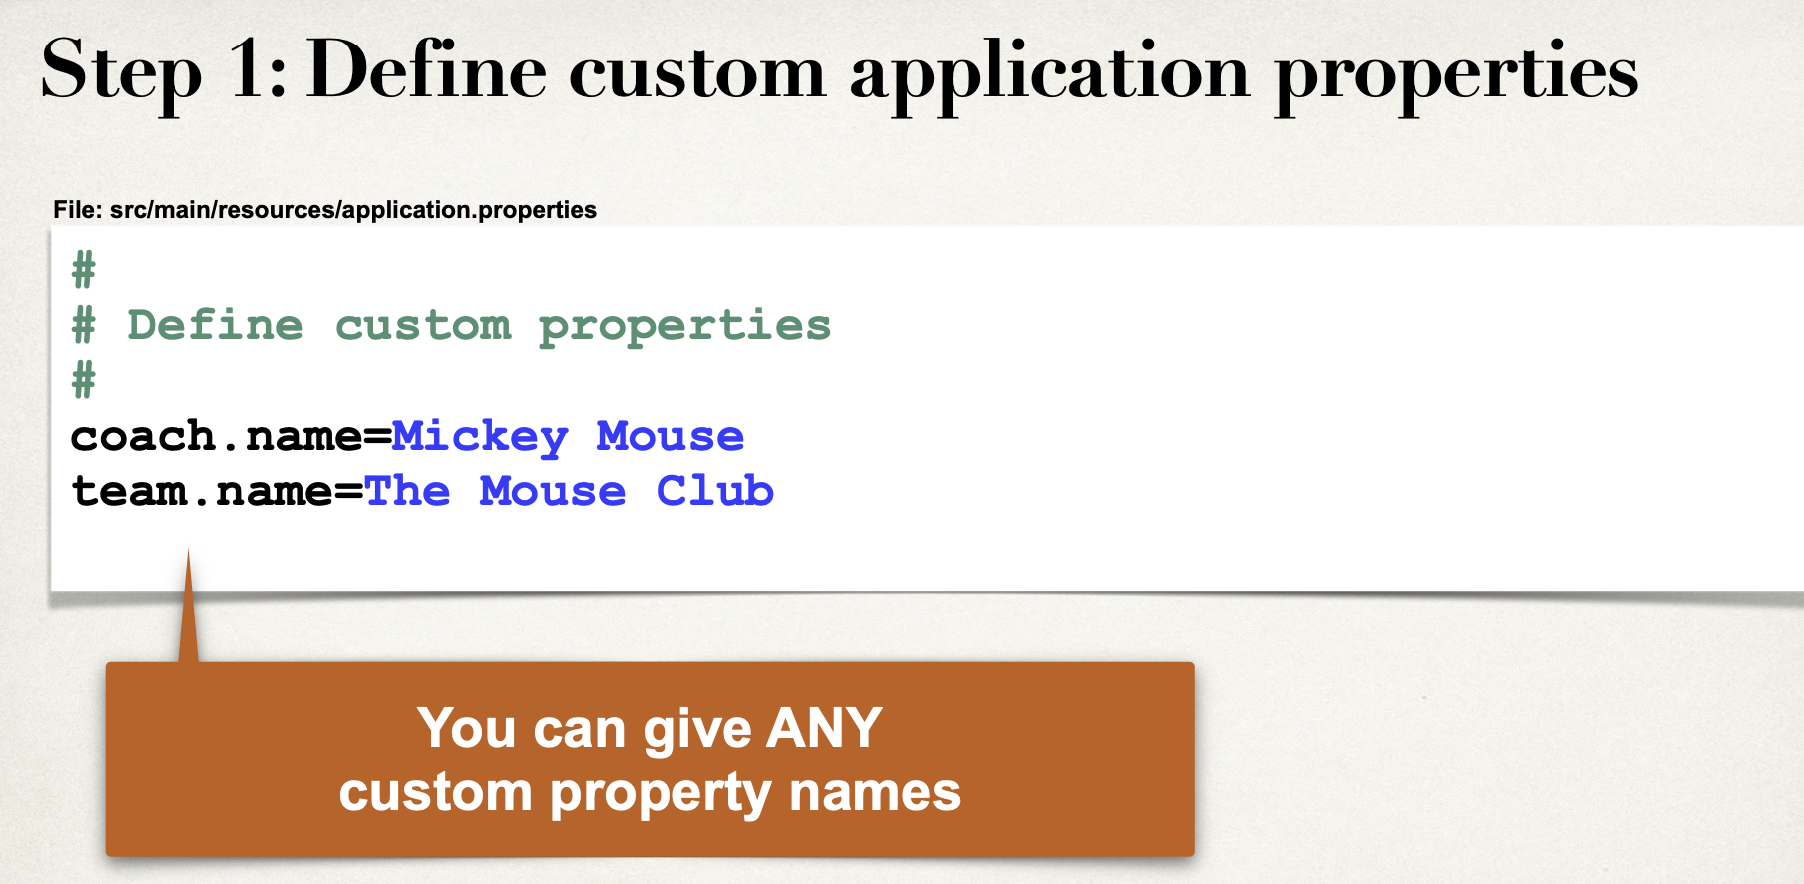 Step 1: Define custom application properties
File: src/main/resources/application.properties
#
# Define custom properties
#
coach.name=Mickey Mouse
team.name=The Mouse Club
You can give ANY
custom property names